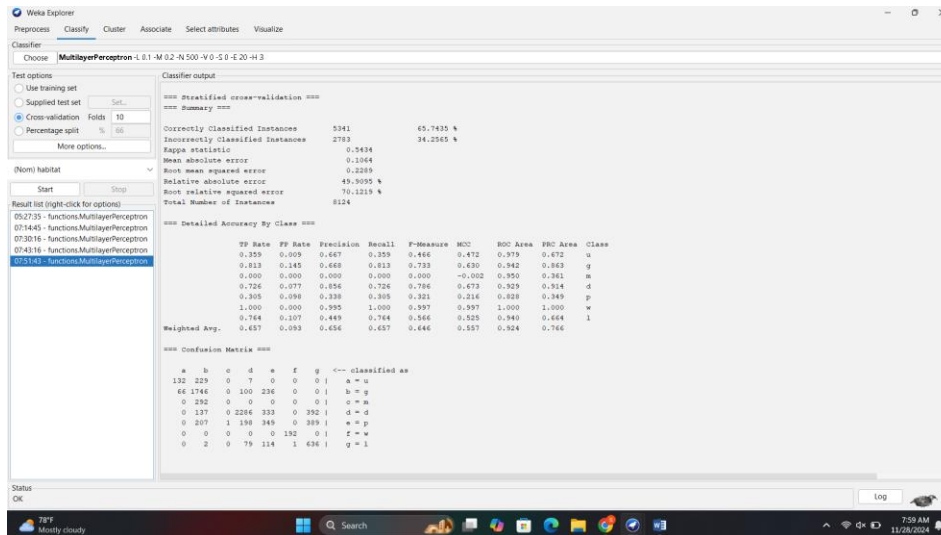 Weka Explorer
Preprocess Classify Cluster Associate Select attributes Visualize
Classifier
Choose MultilayerPerceptron -L 0.1 -M 0.2 -N 500 -V 0 -S 0 -E 20 -H 3
Test options
Use training set
Supplied test set Set...
Cross-validation Folds 10
Percentage split % 66
More options...
(Nom) habitat
Start Stop
Result list (right-click for options)
05:27:35 - functions.MultilayerPerceptron
07:14:45 - functions.MultilayerPerceptron
07:30:16 - functions.MultilayerPerceptron
07:43:16 - functions.MultilayerPerceptron
07:51:43 - functions.MultilayerPerceptron
Classifier output
=== Stratified cross-validation ===
=== Summary ===
Correctly Classified Instances 5341 65.7435 %
Incorrectly Classified Instances 2783 34.2565 %
Kappa statistic 0.5434
Mean absolute error 0.1064
Root mean squared error 0.2289
Relative absolute error 49.9095 %
Root relative squared error 70.1219 %
Total Number of Instances 8124
=== Detailed Accuracy By Class ===
TP Rate FP Rate Precision Recall F-Measure MCC ROC Area PRC Area Class
0.359 0.009 0.667 0.359 0.466 0.472 0.979 0.672 u
0.813 0.145 0.668 0.813 0.733 0.630 0.942 0.863 g
0.000 0.000 0.000 0.000 0.000 -0.002 0.950 0.361 m
0.726 0.077 0.856 0.726 0.786 0.673 0.929 0.914 d
0.305 0.098 0.338 0.305 0.321 0.216 0.828 0.349 p
1.000 0.000 0.995 1.000 0.997 0.997 1.000 1.000 w
0.764 0.107 0.449 0.764 0.566 0.525 0.940 0.664 l
Weighted Avg. 0.657 0.093 0.656 0.657 0.646 0.557 0.924 0.766
=== Confusion Matrix ===
a b c d e f g <-- classified as
132 229 0 7 0 0 0 | a = u
66 1746 0 100 236 0 0 | b = g
0 292 0 0 0 0 0 | c = m
0 137 0 2286 333 0 392 | d = d
0 207 1 198 349 0 389 | e = p
0 0 0 0 0 192 0 | f = w
0 2 0 79 114 1 636 | g = l
Status
OK
Log
78°F
Mostly cloudy
Search
7:59 AM
11/28/2024